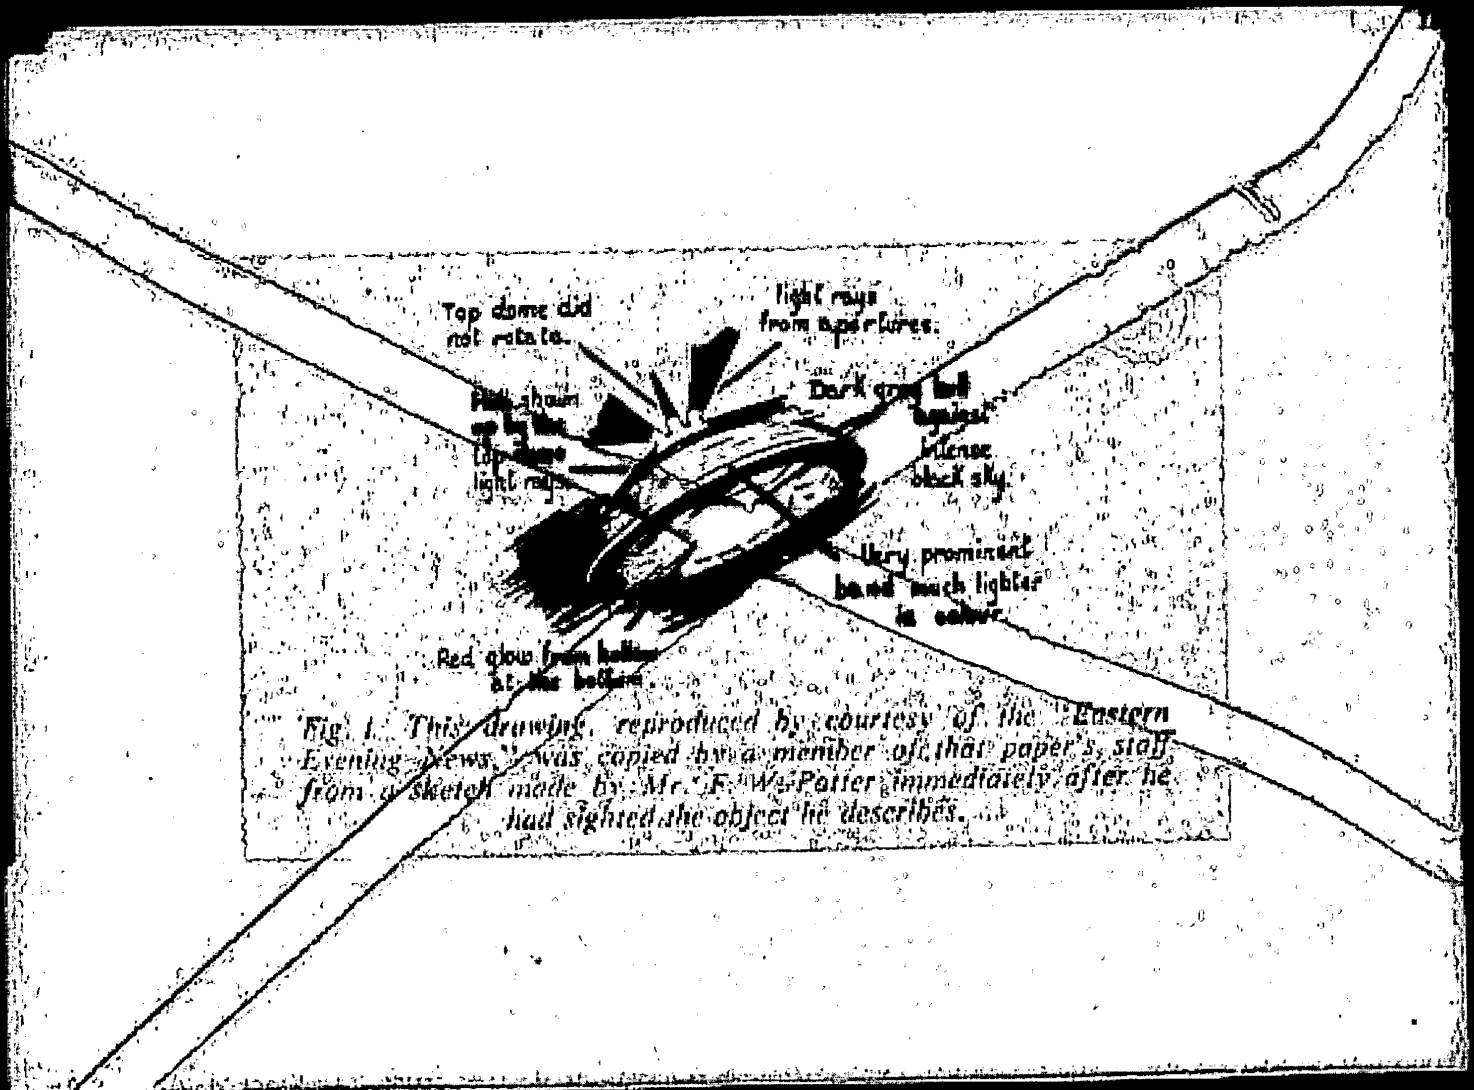 Top dome did
not rotate.
light rays
from apertures.
Hull shown
up by the
top dome
light rays.
Dark grey hull
against
intense
black sky.
Very prominent
band much lighter
in colour
Red glow from hollow
at the bottom.
Fig. 1. This drawing, reproduced by courtesy of the "Eastern
Evening News," was copied by a member of that paper's staff
from a sketch made by Mr. F. W. Potter immediately after he
had sighted the object he describes.